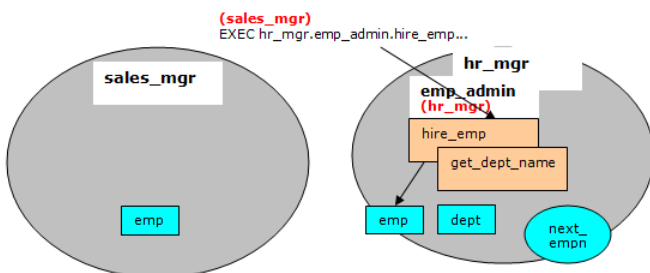 (sales_mgr)
EXEC hr_mgr.emp_admin.hire_emp...
sales_mgr
hr_mgr
emp_admin
(hr_mgr)
hire_emp
get_dept_name
emp
emp
dept
next_
empn